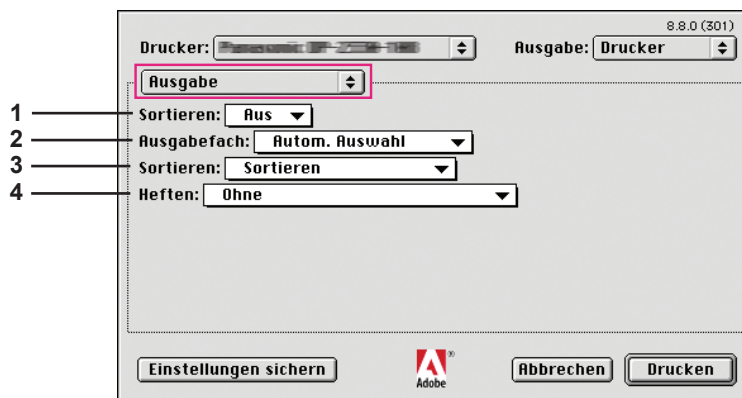 8.8.0 (301)
Drucker: Ausgabe: Drucker
Ausgabe
1 Sortieren: Aus
2 Ausgabefach: Autom. Auswahl
3 Sortieren: Sortieren
4 Heften: Ohne
Einstellungen sichern Adobe ® Abbrechen Drucken